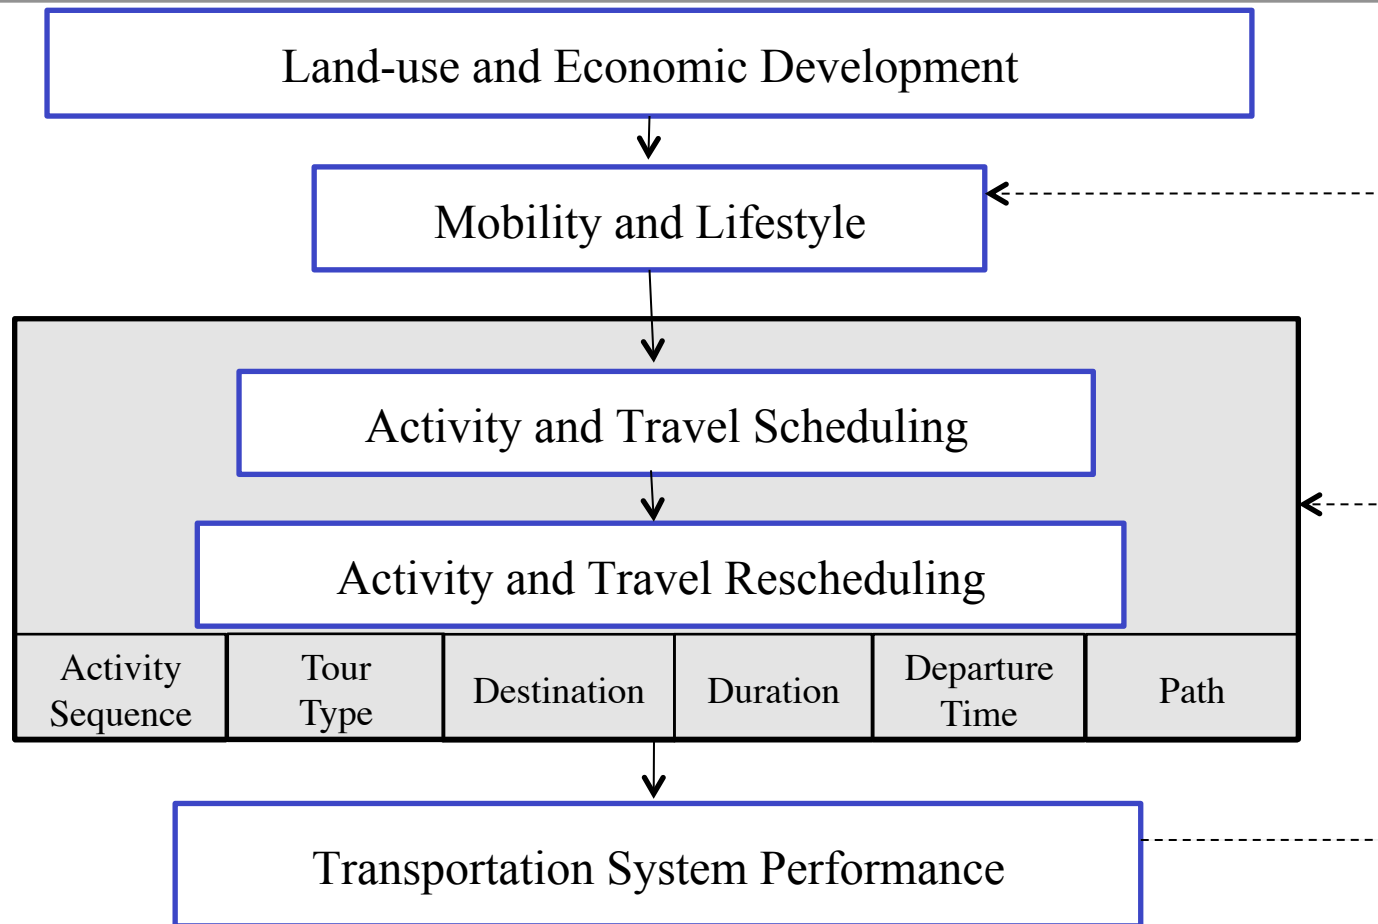 Land-use and Economic Development
Mobility and Lifestyle
Activity and Travel Scheduling
Activity and Travel Rescheduling
Activity
Sequence
Tour
Type
Destination
Duration
Departure
Time
Path
Transportation System Performance